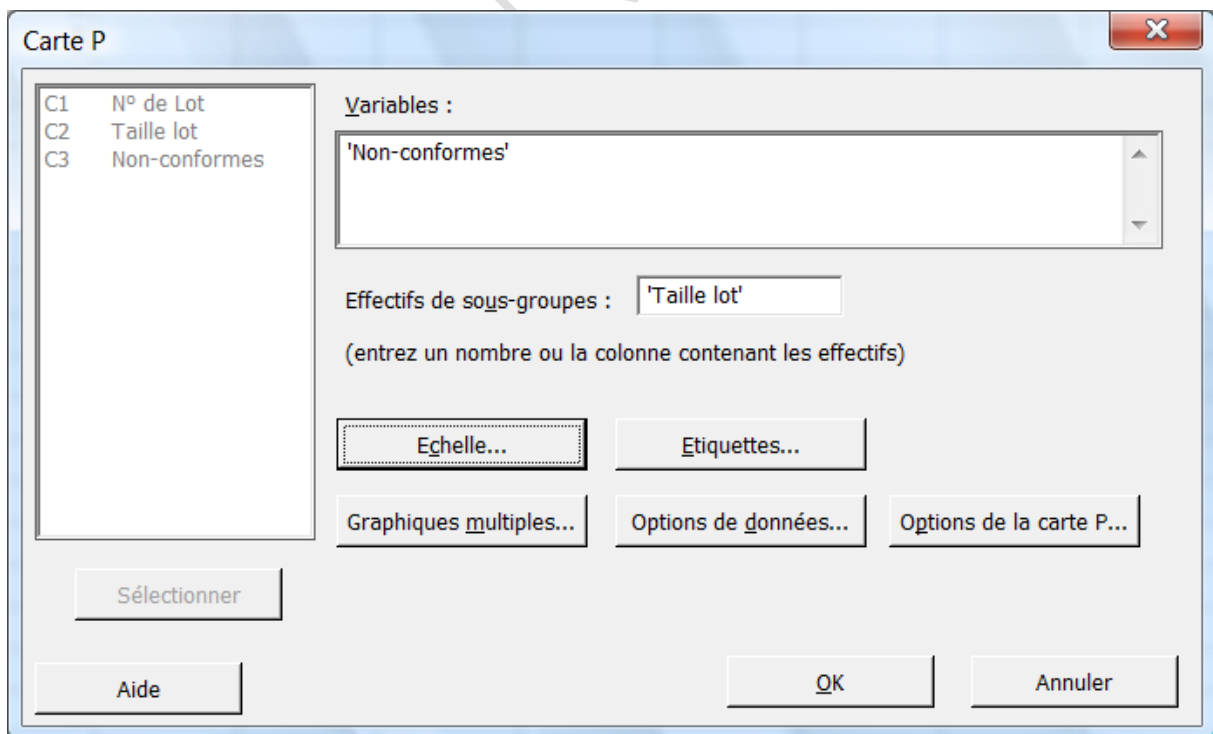 Carte P
C1 N° de Lot
C2 Taille lot
C3 Non-conformes
Variables :
'Non-conformes'
Effectifs de sous-groupes : 'Taille lot'
(entrez un nombre ou la colonne contenant les effectifs)
Echelle... Etiquettes...
Graphiques multiples... Options de données... Options de la carte P...
Sélectionner
Aide OK Annuler